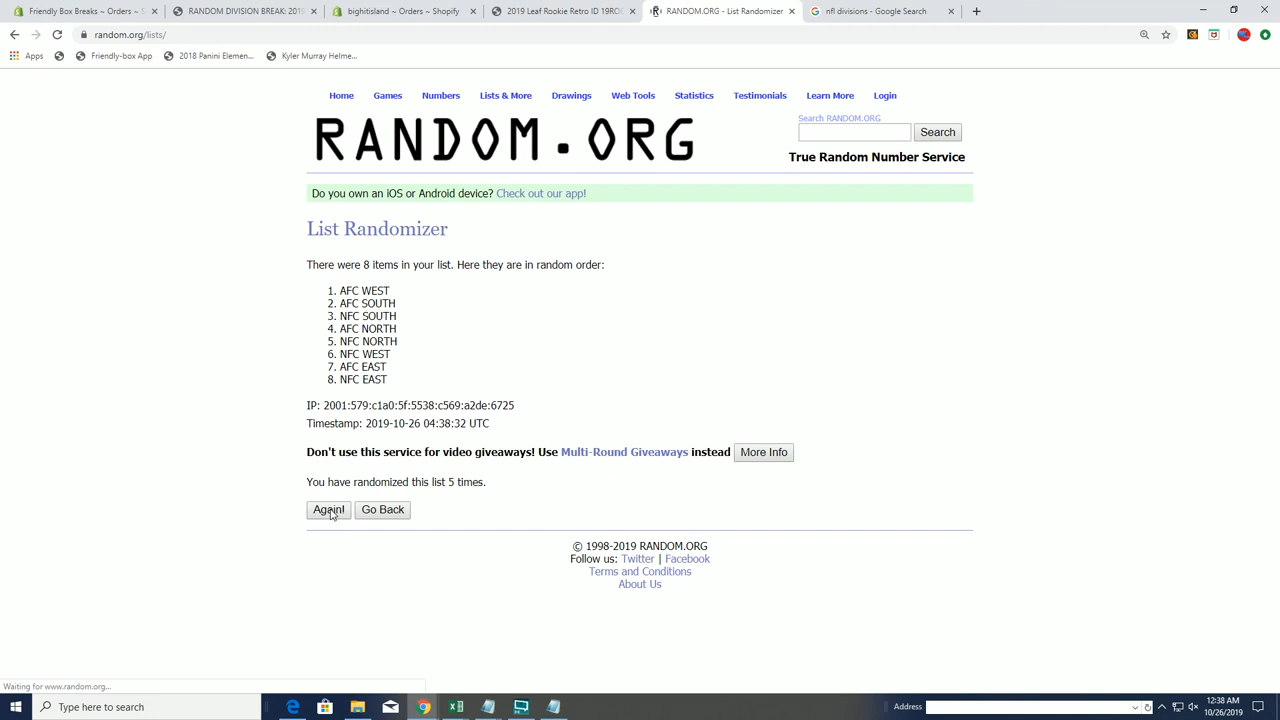 Friendly Box Breaks ~ Orders ~ S
RANDOM DIVISION BREAK: 2019
bighitisland ~ Orders ~ Shopify
2019 Leaf Rookie Retro ID 19ROC
RANDOM.ORG - List Randomizer
nfl divisions - Google Search
random.org/lists/
Apps
Friendly-box App
2018 Panini Elemen...
Kyler Murray Helme...
Home
Games
Numbers
Lists & More
Drawings
Web Tools
Statistics
Testimonials
Learn More
Login
RANDOM.ORG
Search RANDOM.ORG
Search
True Random Number Service
Do you own an iOS or Android device? Check out our app!
List Randomizer
There were 8 items in your list. Here they are in random order:
1. AFC WEST
2. AFC SOUTH
3. NFC SOUTH
4. AFC NORTH
5. NFC NORTH
6. NFC WEST
7. AFC EAST
8. NFC EAST
IP: 2001:579:c1a0:5f:5538:c569:a2de:6725
Timestamp: 2019-10-26 04:38:32 UTC
Don't use this service for video giveaways! Use Multi-Round Giveaways instead
More Info
You have randomized this list 5 times.
Again!
Go Back
© 1998-2019 RANDOM.ORG
Follow us: Twitter | Facebook
Terms and Conditions
About Us
Waiting for www.random.org...
Type here to search
Address
12:38 AM
10/26/2019